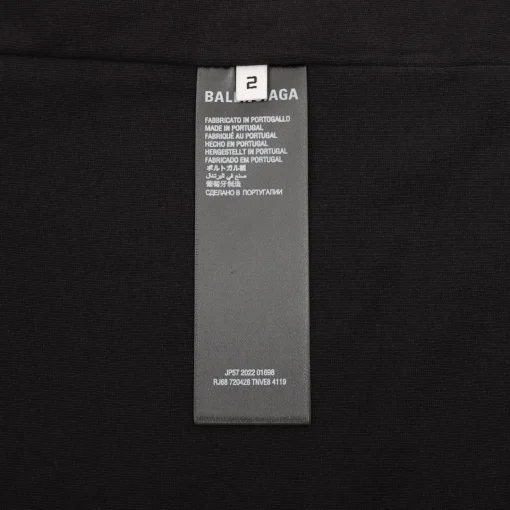 2
BALENCIAGA
FABBRICATO IN PORTOGALLO
MADE IN PORTUGAL
FABRIQUÉ AU PORTUGAL
HECHO EN PORTUGAL
HERGESTELLT IN PORTUGAL
FABRICADO EM PORTUGAL
ポルトガル製
صنع في البرتغال
葡萄牙制造
СДЕЛАНО В ПОРТУГАЛИИ
JP57 2022 01698
RJ68 720426 TNVE8 4119